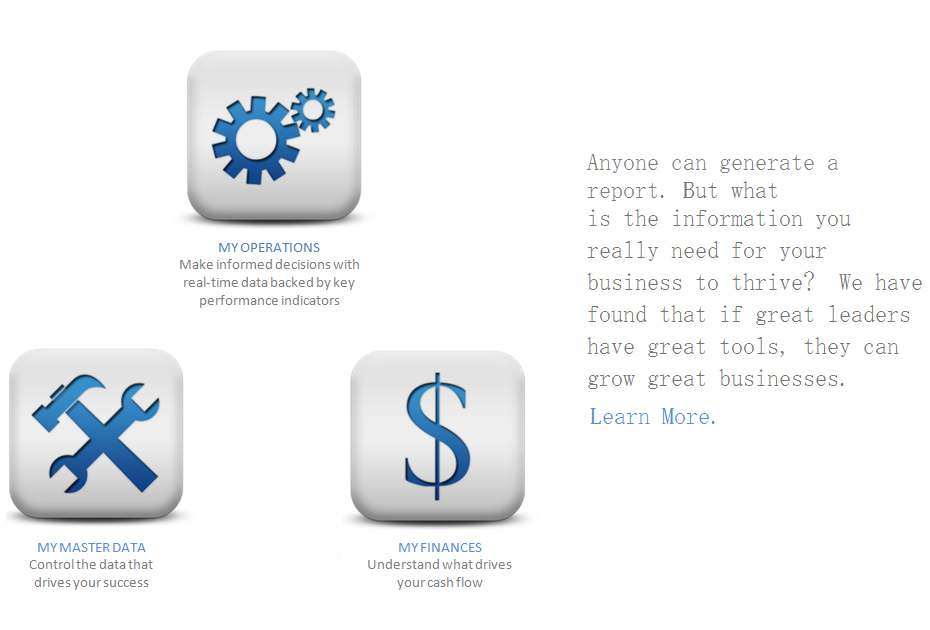 MY OPERATIONS
Make informed decisions with
real-time data backed by key
performance indicators
MY MASTER DATA
Control the data that
drives your success
MY FINANCES
Understand what drives
your cash flow
Anyone can generate a
report. But what
is the information you
really need for your
business to thrive?  We have
found that if great leaders
have great tools, they can
grow great businesses.
Learn More.